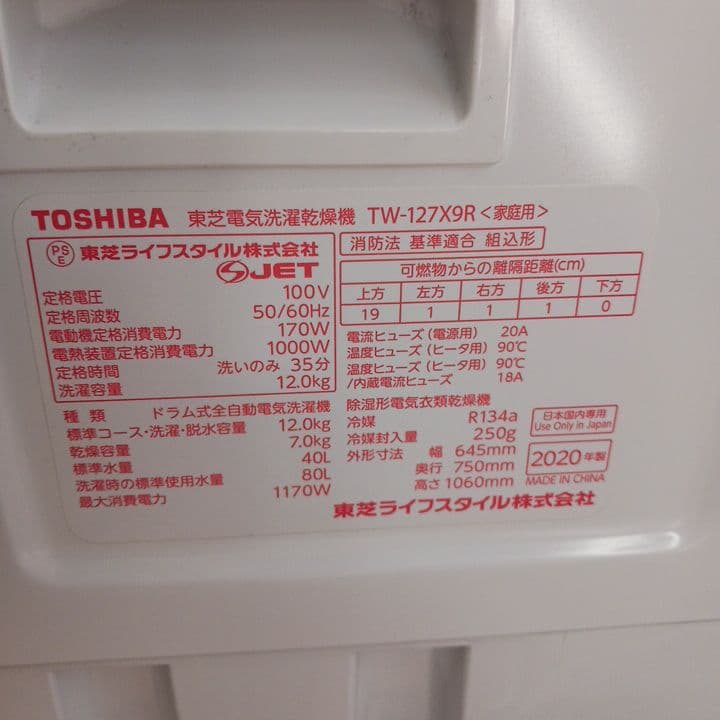 TOSHIBA 東芝電気洗濯乾燥機 TW-127X9R<家庭用>
PSE 東芝ライフスタイル株式会社
JET
定格電圧 100V
定格周波数 50/60Hz
電動機定格消費電力 170W
電熱装置定格消費電力 1000W
定格時間 洗いのみ 35分
洗濯容量 12.0kg
種類 ドラム式全自動電気洗濯機
標準コース・洗濯・脱水容量 12.0kg
乾燥容量 7.0kg
標準水量 40L
洗濯時の標準使用水量 80L
最大消費電力 1170W
消防法 基準適合 組込形
可燃物からの離隔距離(cm)
上方 左方 右方 後方 下方
19 1 1 1 0
電流ヒューズ(電源用) 20A
温度ヒューズ(ヒータ用) 90℃
温度ヒューズ(ヒータ用) 90℃
/内蔵電流ヒューズ 18A
除湿形電気衣類乾燥機
冷媒 R134a
冷媒封入量 250g
外形寸法 幅 645mm
奥行 750mm
高さ 1060mm
日本国内専用
Use Only in Japan
2020年製
MADE IN CHINA
東芝ライフスタイル株式会社